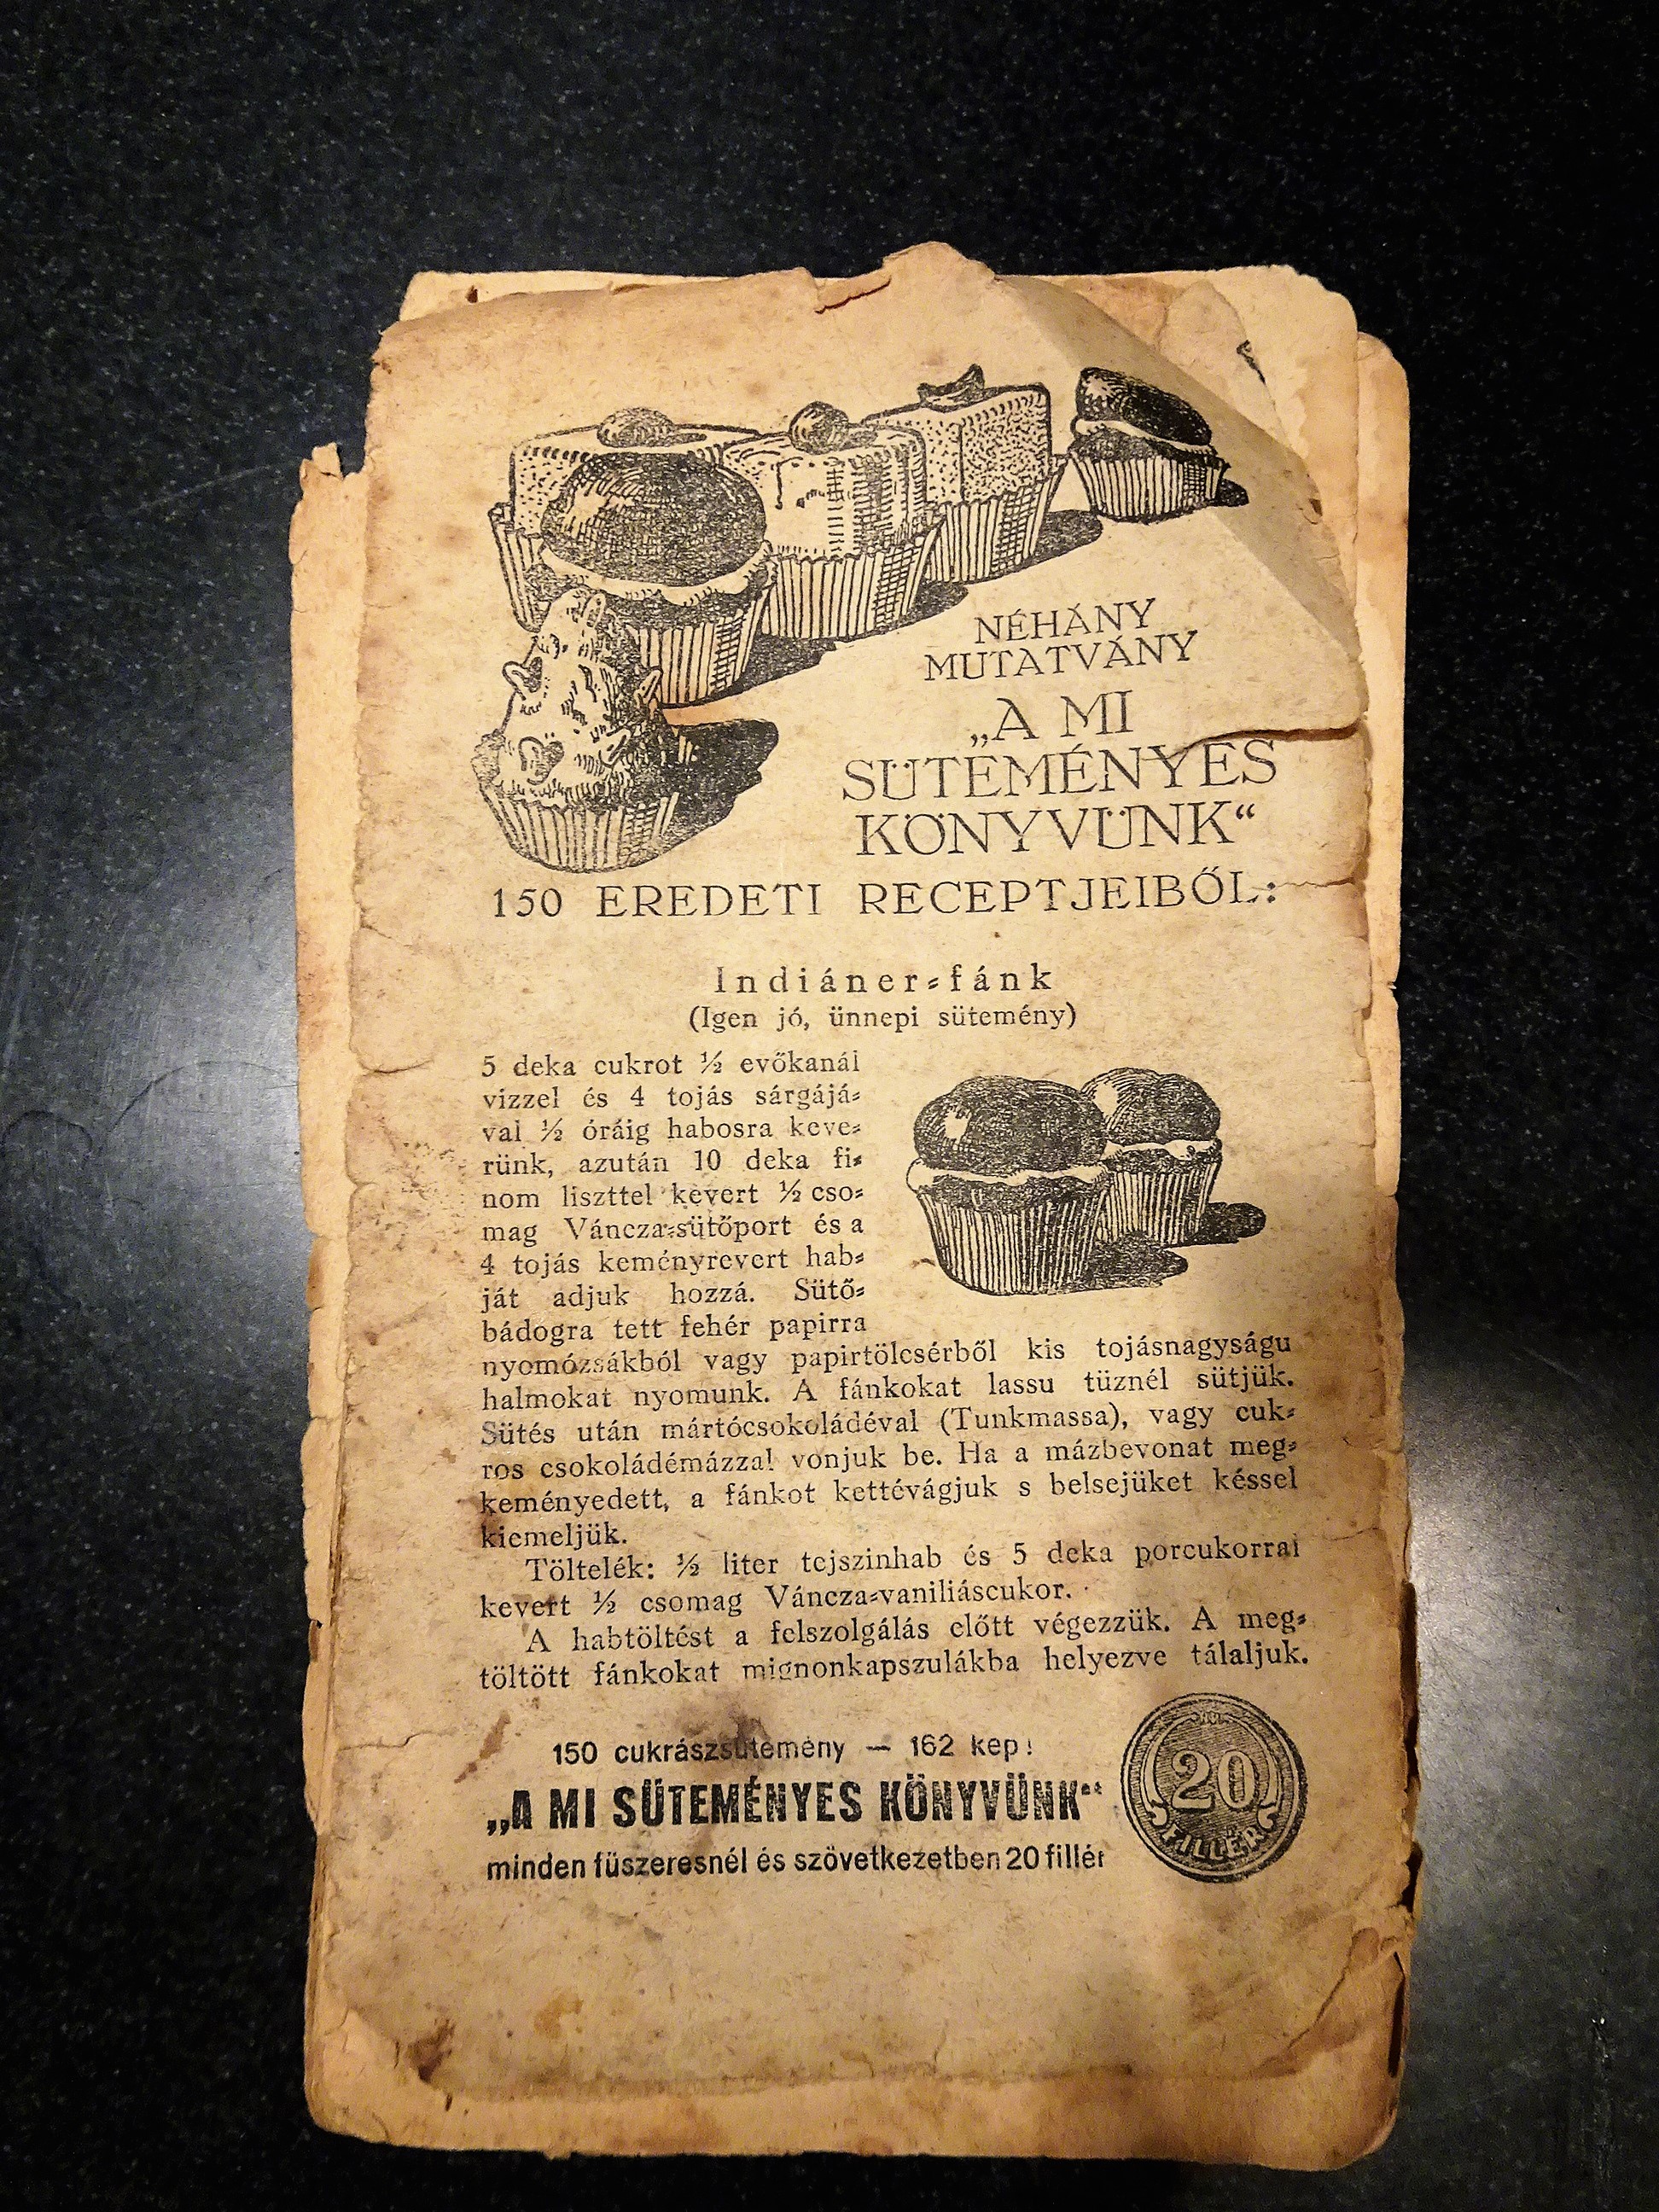 NÉHÁNY
MUTATVÁNY
„A MI
SÜTEMÉNYES
KÖNYVÜNK“
150 EREDETI RECEPTJEIBŐL:
Indiáner-fánk
(Igen jó, ünnepi sütemény)
5 deka cukrot ½ evőkanál
vizzel és 4 tojás sárgájá-
val ½ óráig habosra keve-
rünk, azután 10 deka fi-
nom liszttel kevert ½ cso-
mag Váncza-sütőport és a
4 tojás keményrevert hab-
ját adjuk hozzá. Sütő-
bádogra tett fehér papirra
nyomózsákból vagy papirtölcsérből kis tojásnagyságu
halmokat nyomunk. A fánkokat lassu tüznél sütjük.
Sütés után mártócsokoládéval (Tunkmassa), vagy cuk-
ros csokoládémázzal vonjuk be. Ha a mázbevonat meg-
keményedett, a fánkot kettévágjuk s belsejüket késsel
kiemeljük.
Töltelék: ½ liter tejszinhab és 5 deka porcukorral
kevert ½ csomag Váncza-vaniliáscukor.
A habtöltést a felszolgálás előtt végezzük. A meg-
töltött fánkokat mignonkapszulákba helyezve tálaljuk.
150 cukrászsütemény — 162 kép!
„A MI SÜTEMÉNYES KÖNYVÜNK“
minden füszeresnél és szövetkezetben 20 fillér
20
FILLÉR